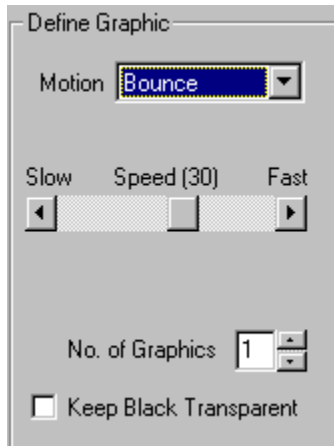 Define Graphic
Motion Bounce
Slow Speed (30) Fast
No. of Graphics 1
Keep Black Transparent